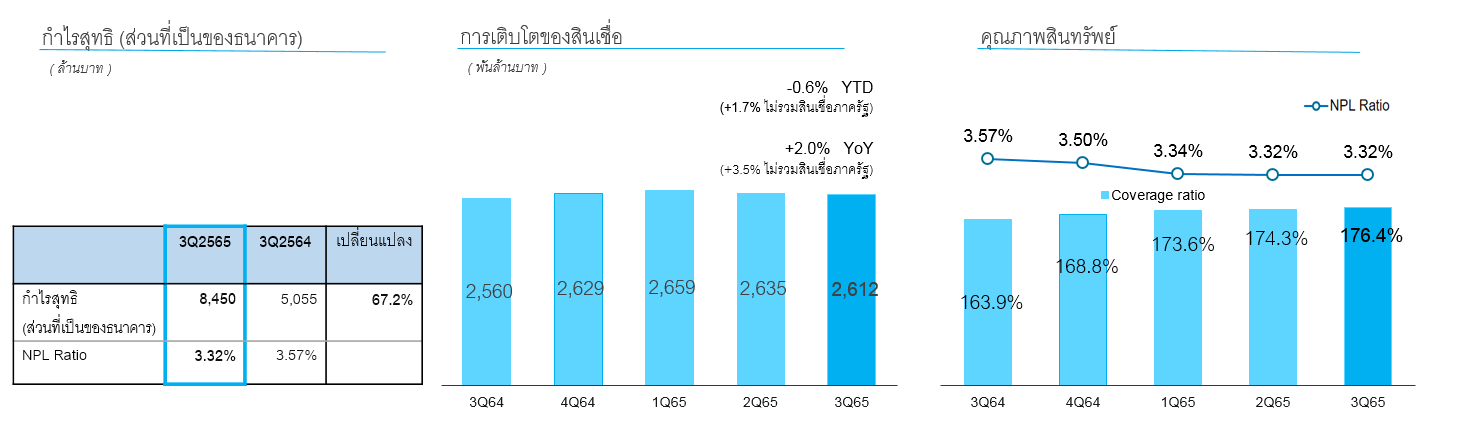 กำไรสุทธิ (ส่วนที่เป็นของธนาคาร)
( ล้านบาท )
3Q2565 3Q2564 เปลี่ยนแปลง
กำไรสุทธิ 8,450 5,055 67.2%
(ส่วนที่เป็นของธนาคาร)
NPL Ratio 3.32% 3.57%
การเติบโตของสินเชื่อ
( พันล้านบาท )
-0.6% YTD
(+1.7% ไม่รวมสินเชื่อภาครัฐ)
+2.0% YoY
(+3.5% ไม่รวมสินเชื่อภาครัฐ)
2,560 2,629 2,659 2,635 2,612
3Q64 4Q64 1Q65 2Q65 3Q65
คุณภาพสินทรัพย์
NPL Ratio
3.57% 3.50% 3.34% 3.32% 3.32%
Coverage ratio
163.9% 168.8% 173.6% 174.3% 176.4%
3Q64 4Q64 1Q65 2Q65 3Q65